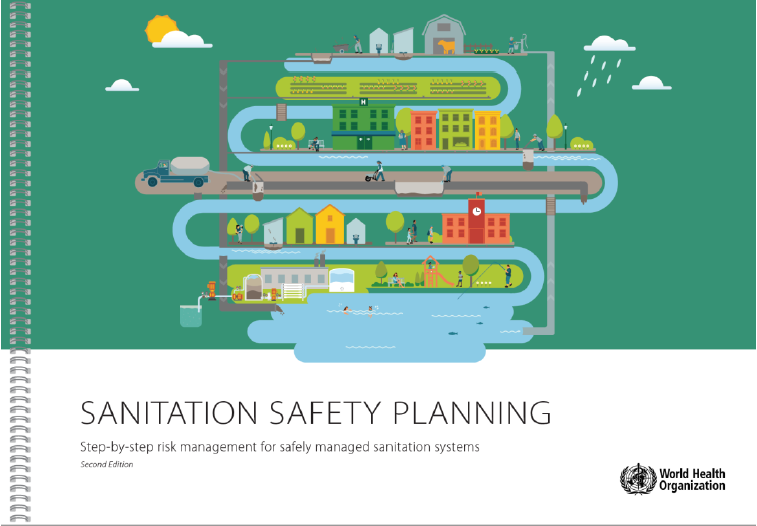 H
SANITATION SAFETY PLANNING
Step-by-step risk management for safely managed sanitation systems
Second Edition
World Health
Organization